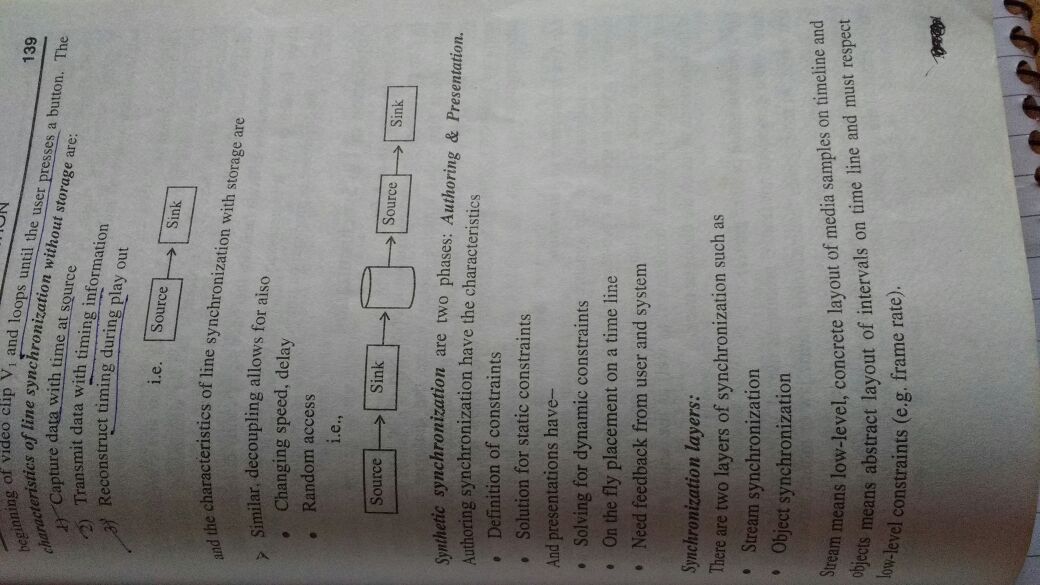 139
beginning of video clip V1 and loops until the user presses a button. The
characteristics of line synchronization without storage are:
1) Capture data with time at source
2) Transmit data with timing information
3) Reconstruct timing during play out
i.e.
Source
Sink
and the characteristics of line synchronization with storage are
➢ Similar, decoupling allows for also
• Changing speed, delay
• Random access
i.e.,
Source
Sink
Source
Sink
Synthetic synchronization are two phases: Authoring & Presentation.
Authoring synchronization have the characteristics
• Definition of constraints
• Solution for static constraints
And presentations have–
• Solving for dynamic constraints
• On the fly placement on a time line
• Need feedback from user and system
Synchronization layers:
There are two layers of synchronization such as
• Stream synchronization
• Object synchronization
Stream means low-level, concrete layout of media samples on timeline and
objects means abstract layout of intervals on time line and must respect
low-level constraints (e.g. frame rate).